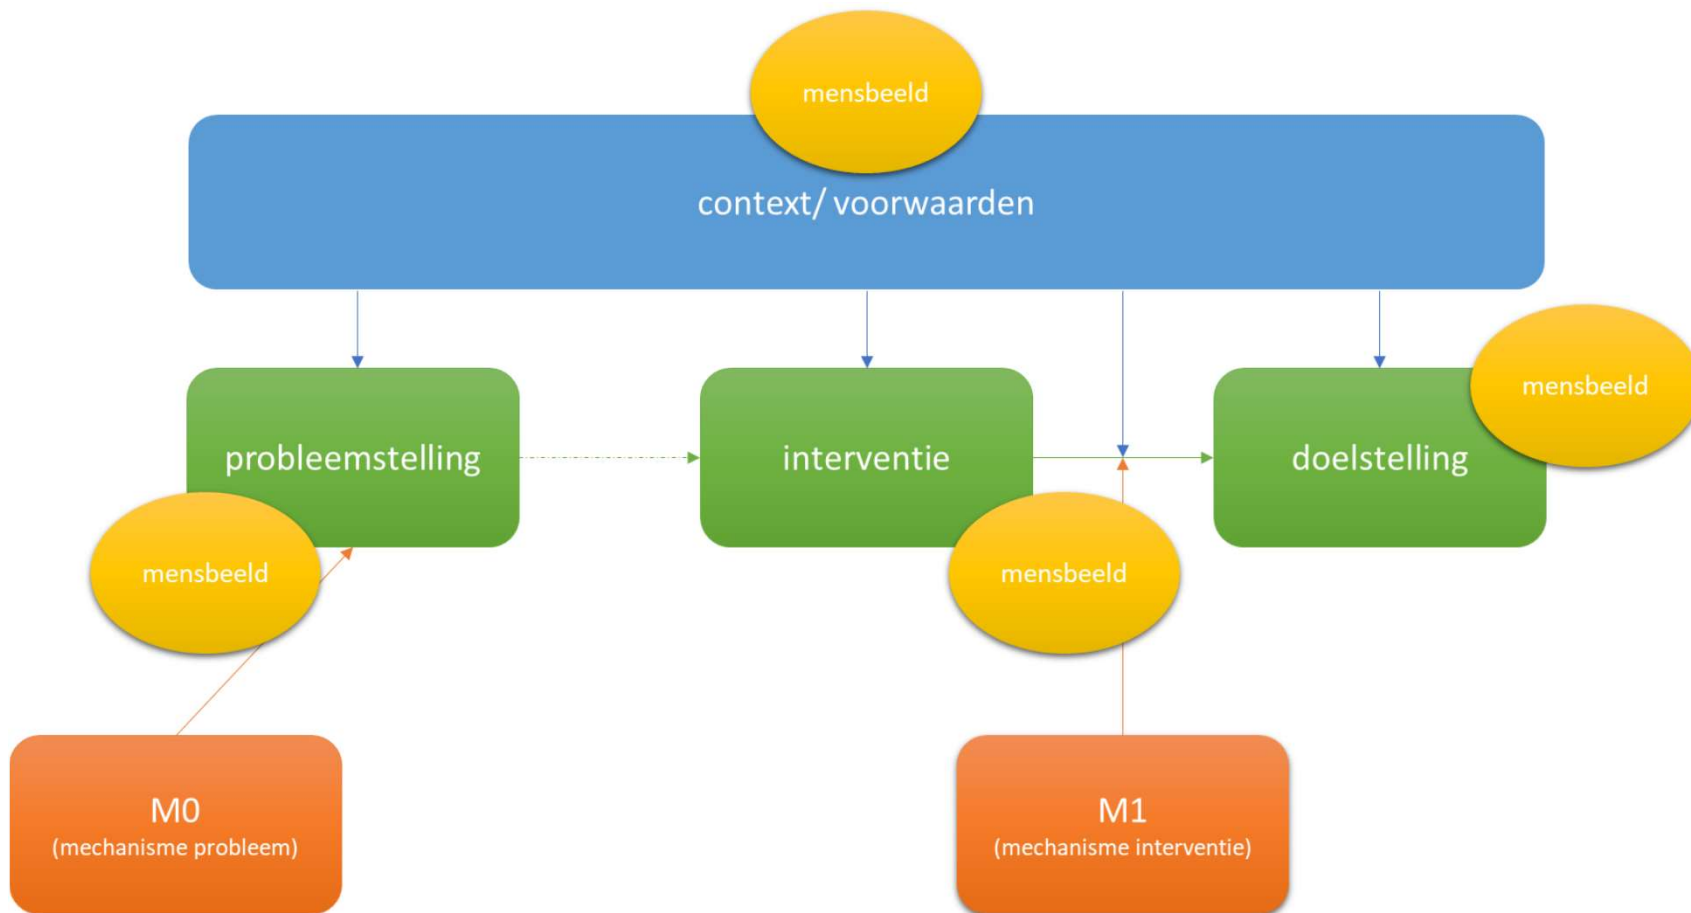 mensbeeld
context/ voorwaarden
mensbeeld
probleemstelling
interventie
doelstelling
mensbeeld
mensbeeld
M0
(mechanisme probleem)
M1
(mechanisme interventie)